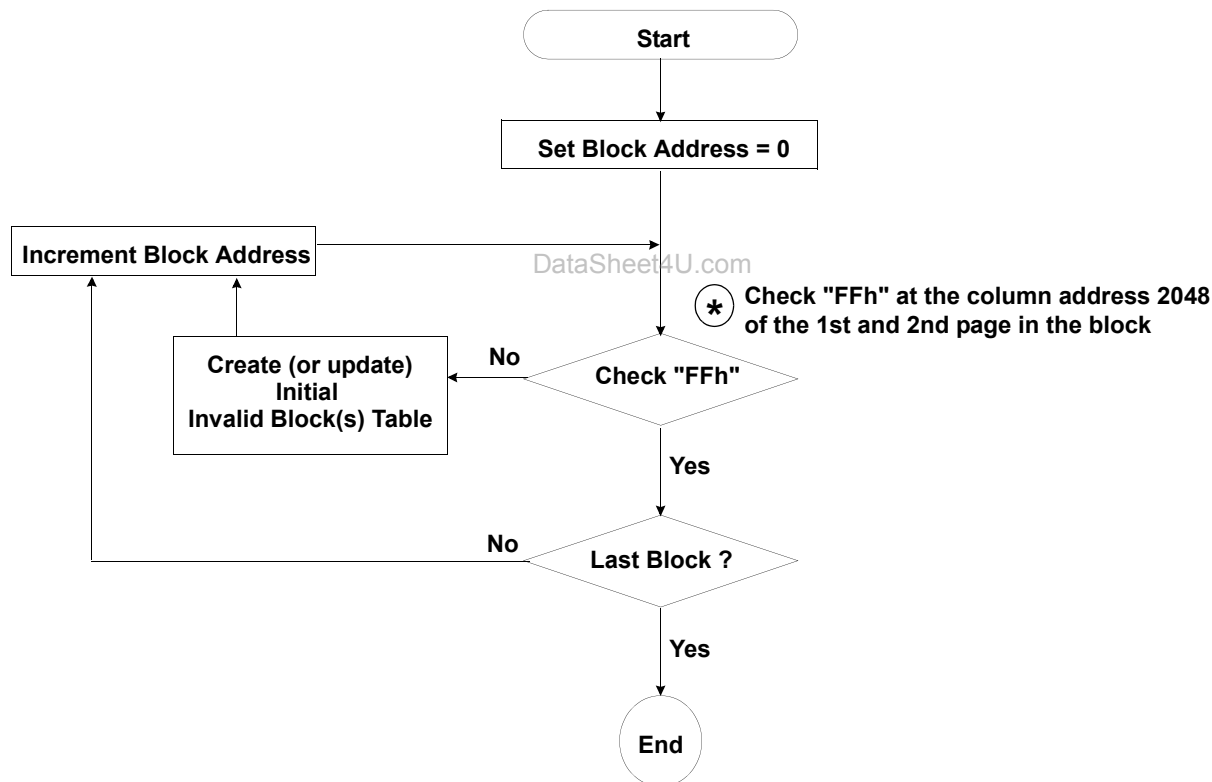 Start
Set Block Address = 0
Increment Block Address
DataSheet4U.com
* Check "FFh" at the column address 2048
of the 1st and 2nd page in the block
No
Create (or update)
Initial
Invalid Block(s) Table
Check "FFh"
Yes
No
Last Block ?
Yes
End